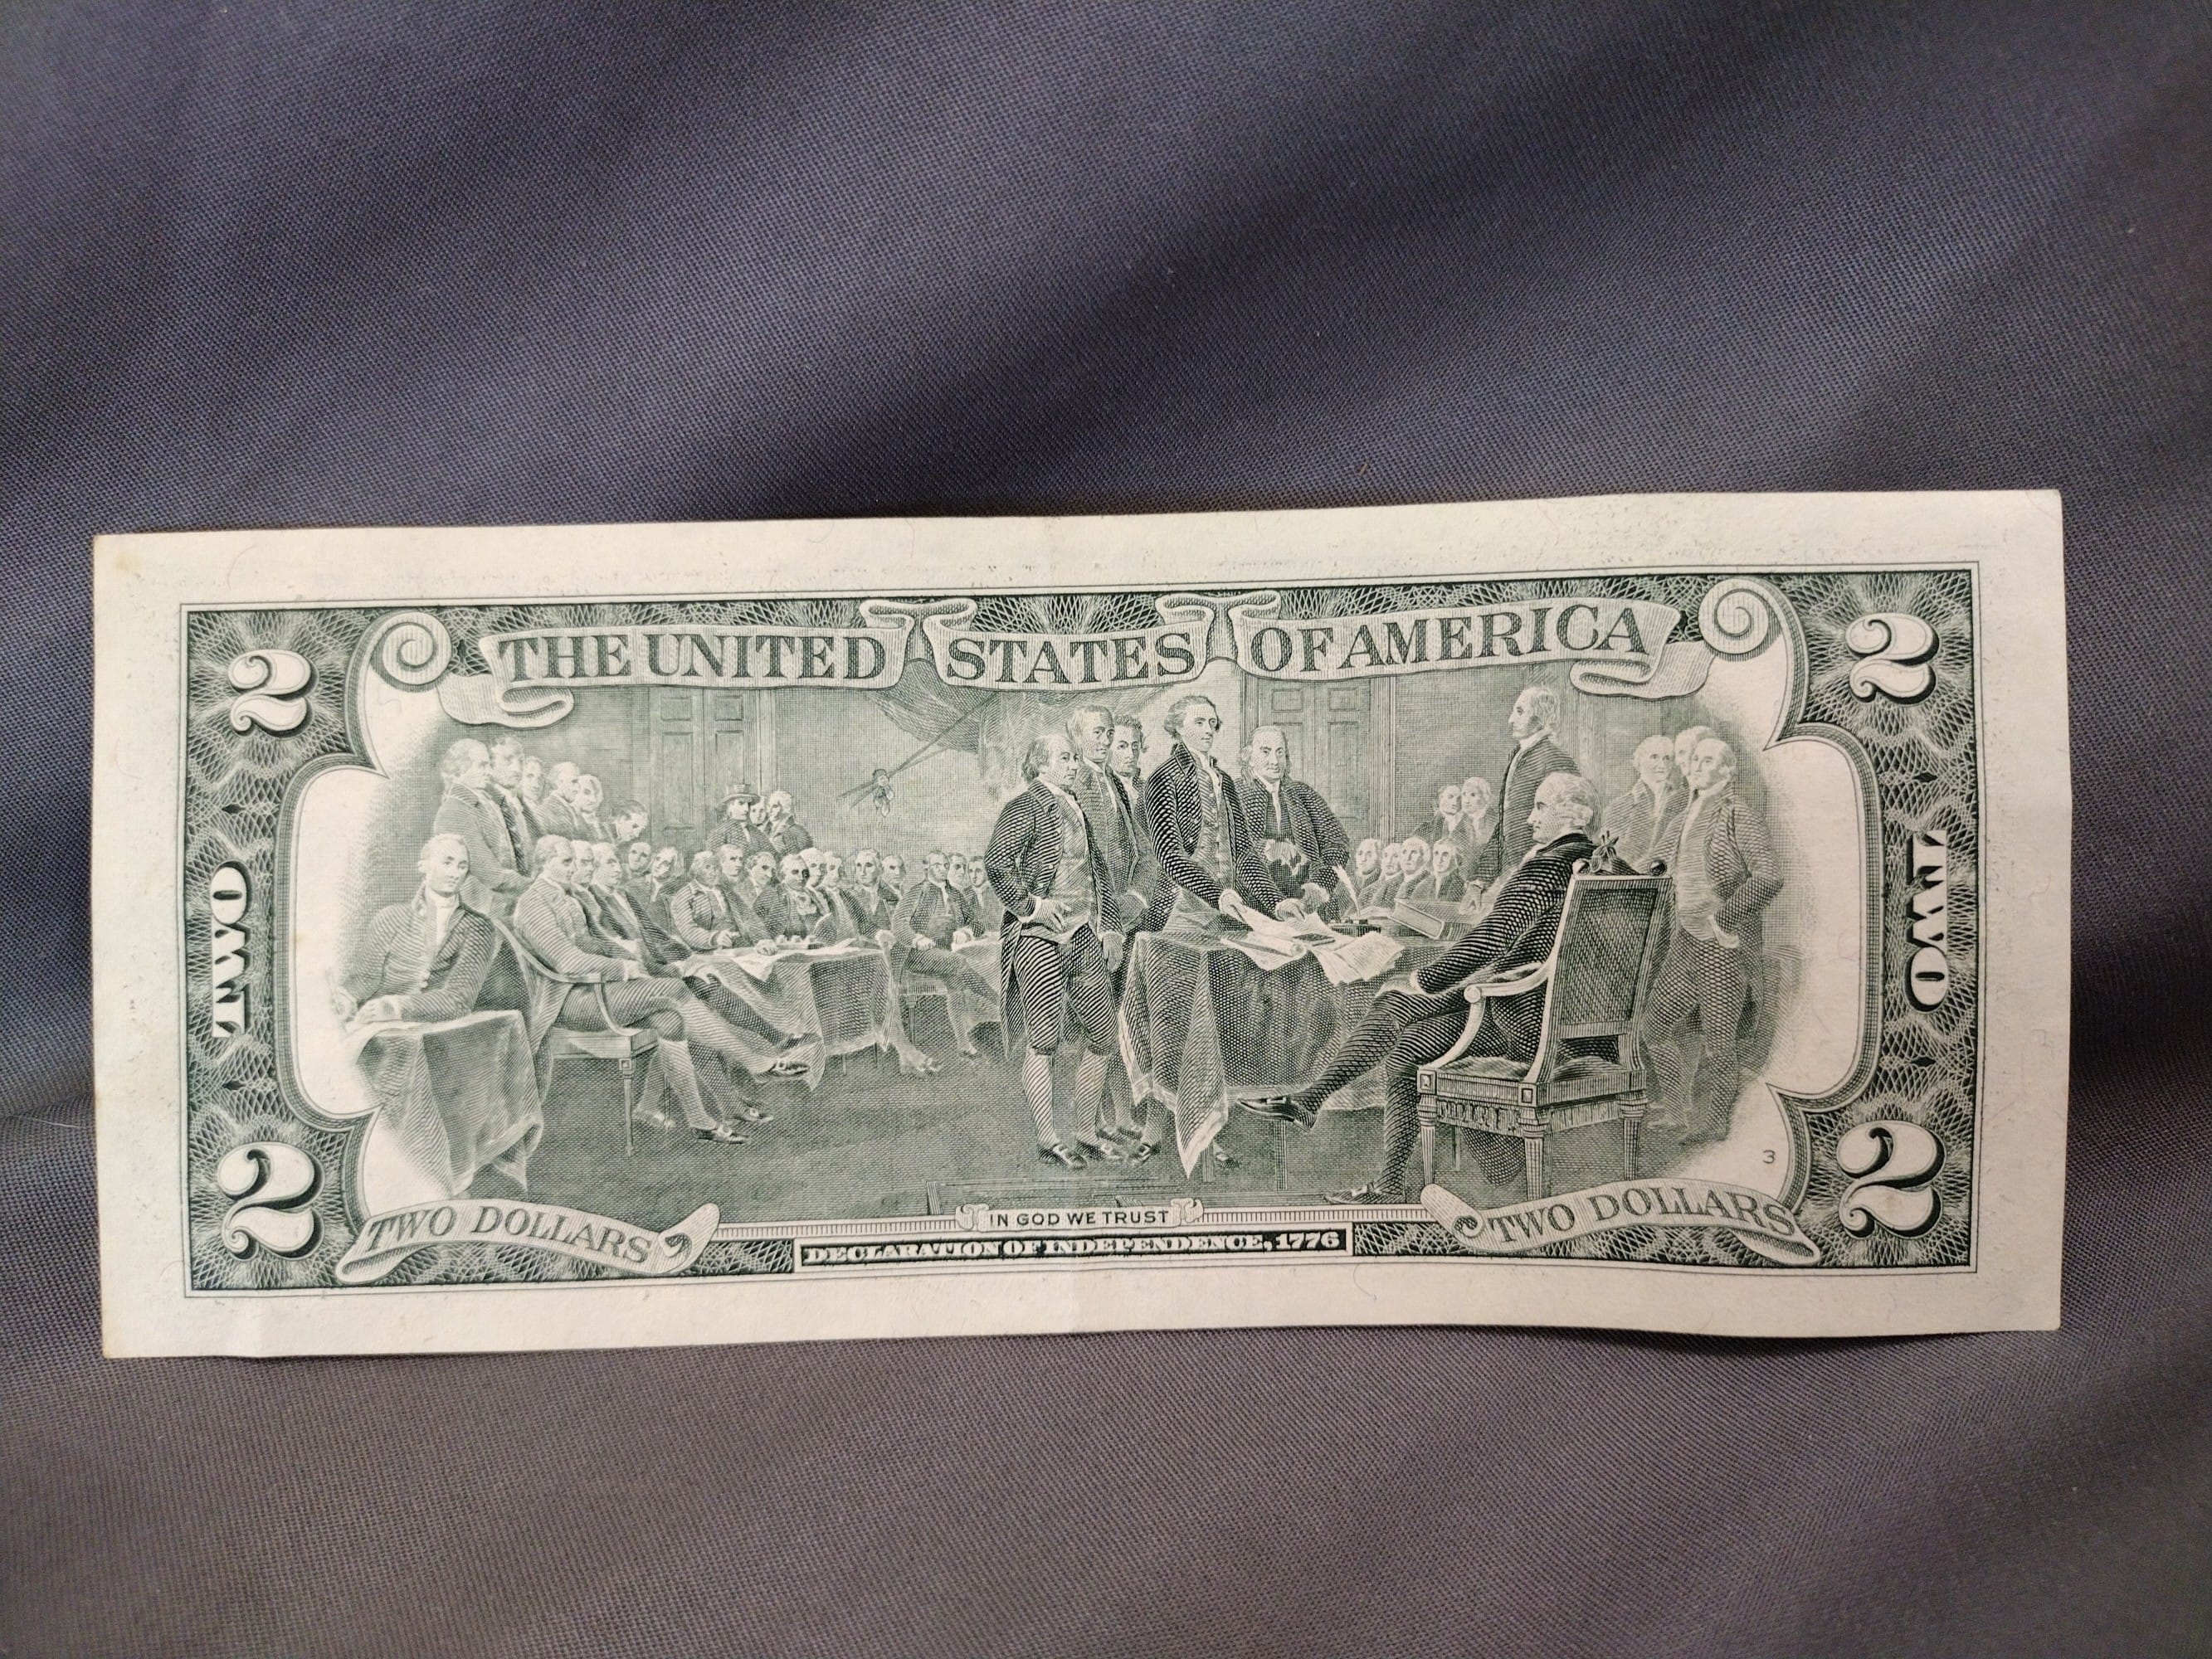 THE UNITED STATES OF AMERICA
2
2
TWO
TWO
3
2
2
TWO DOLLARS
IN GOD WE TRUST
TWO DOLLARS
DECLARATION OF INDEPENDENCE, 1776